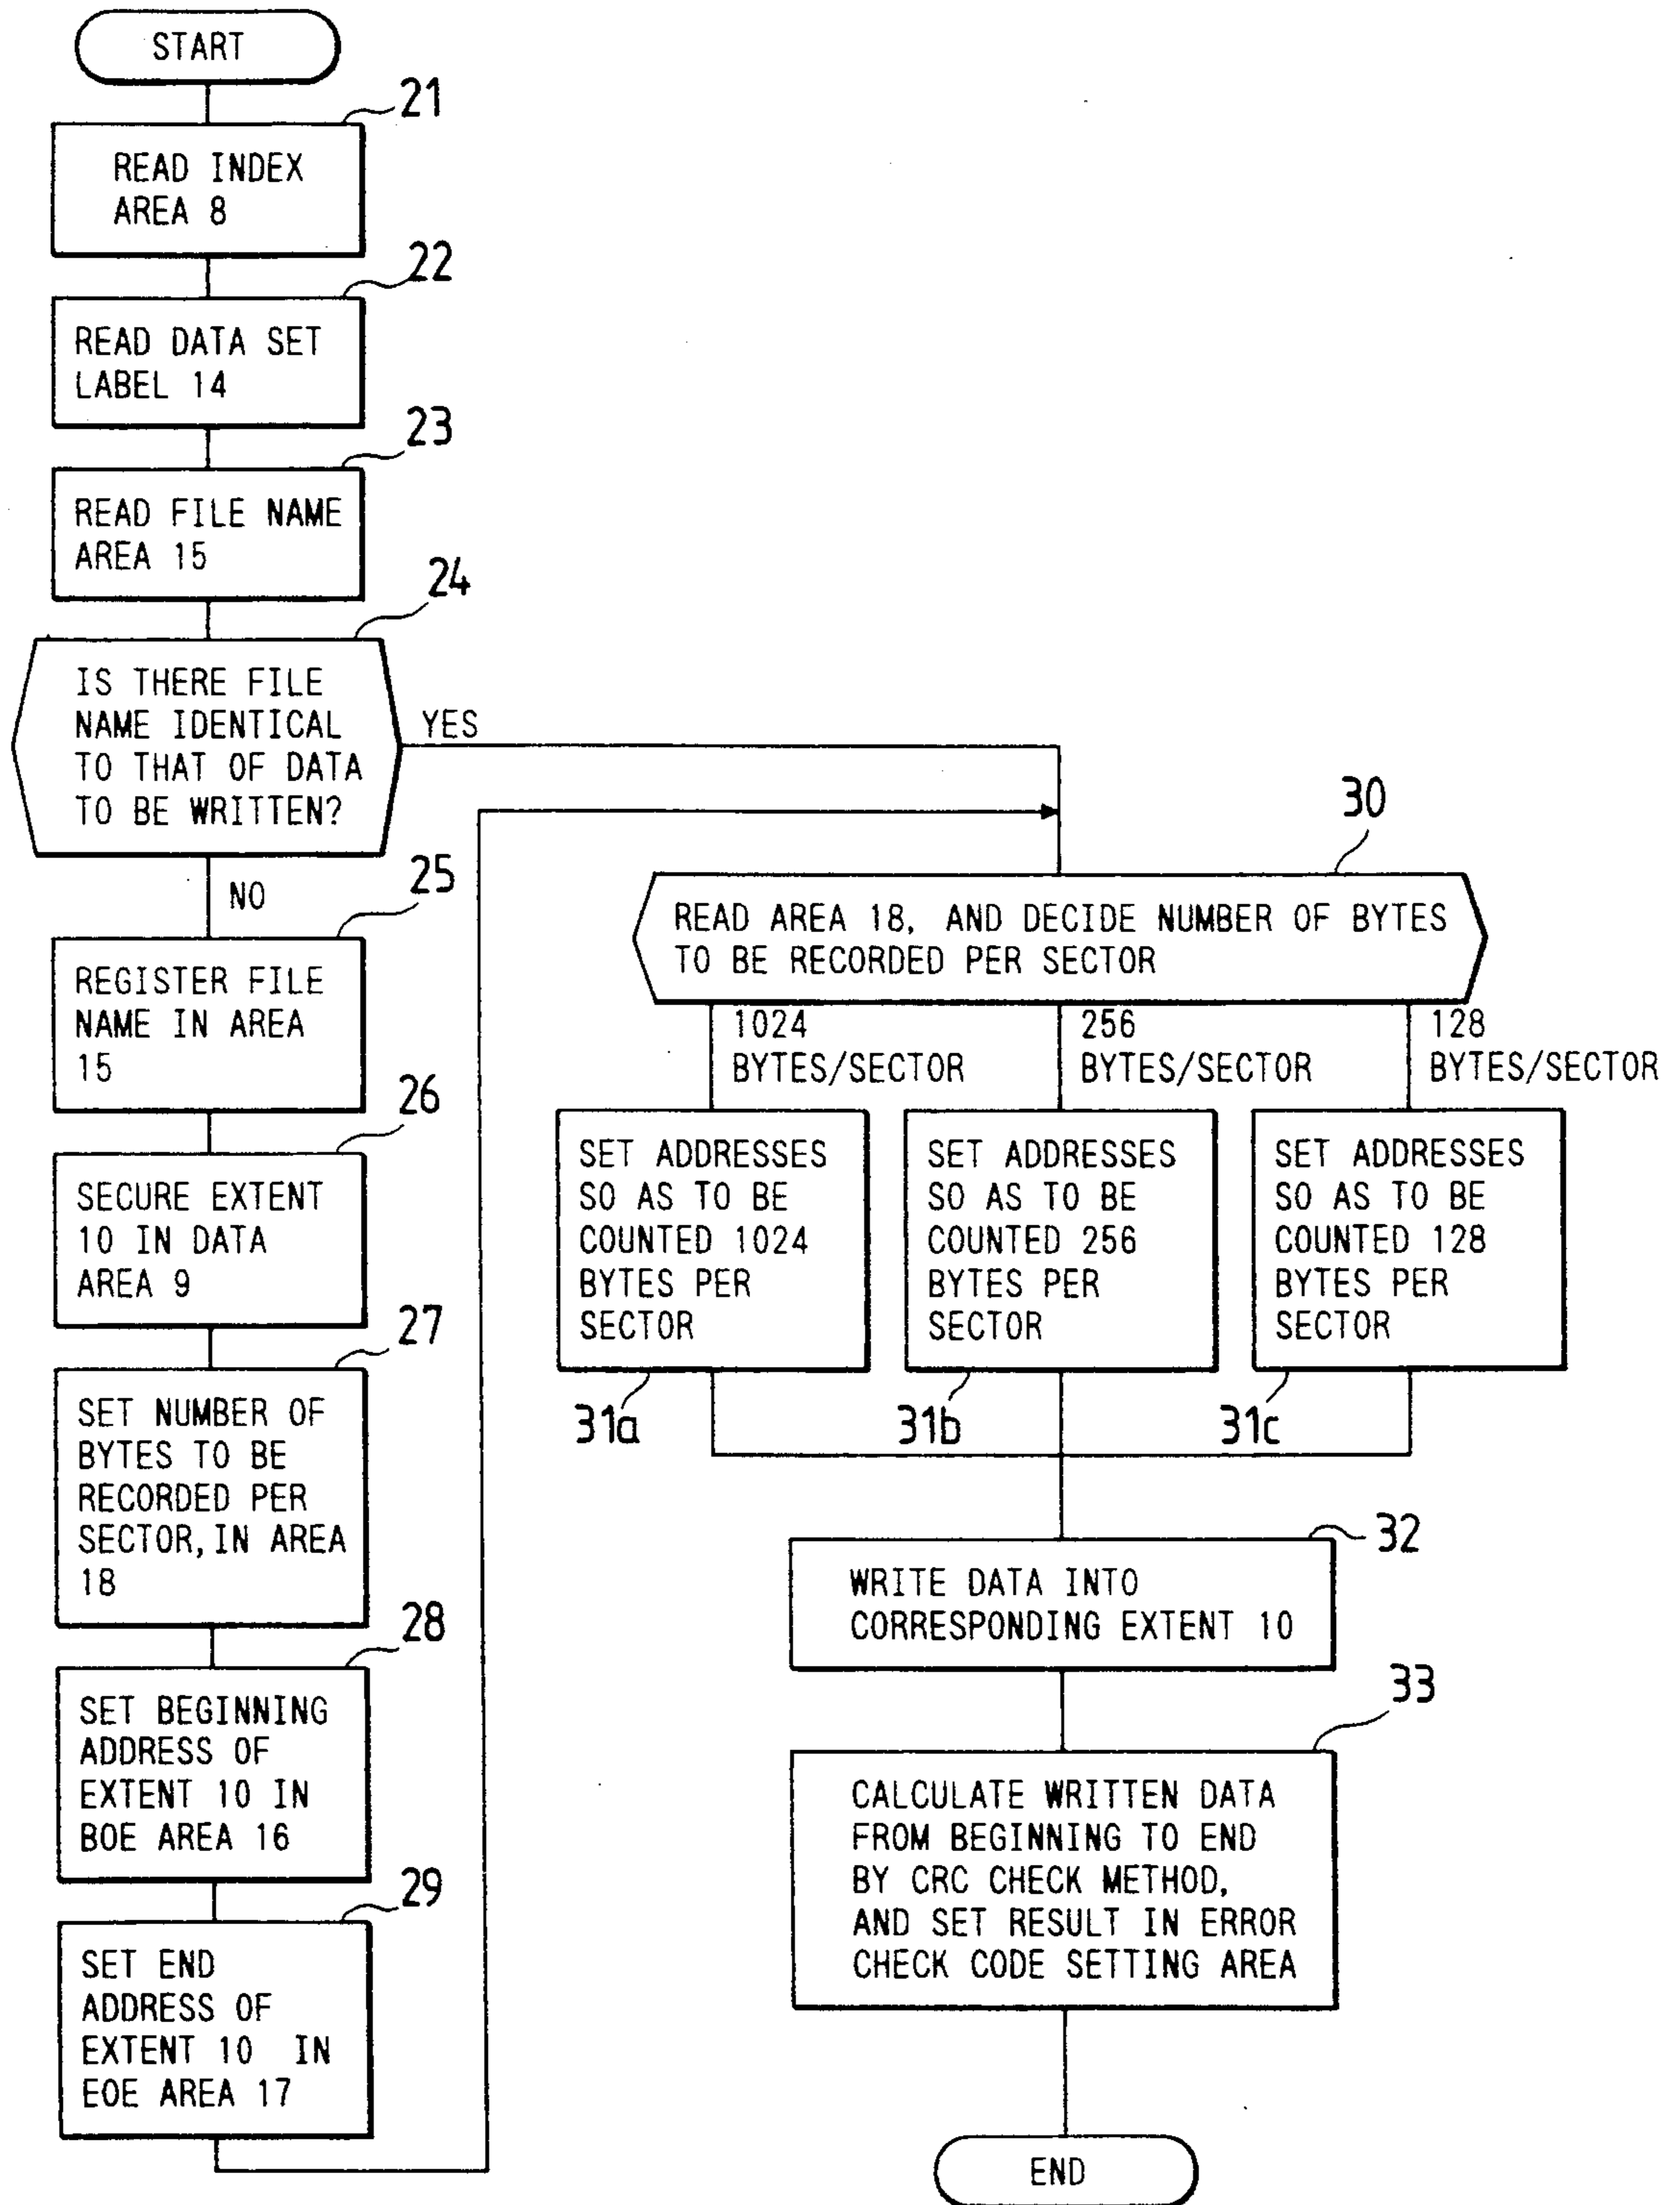 START
21
READ INDEX
AREA 8
22
READ DATA SET
LABEL 14
23
READ FILE NAME
AREA 15
24
IS THERE FILE
NAME IDENTICAL
TO THAT OF DATA
TO BE WRITTEN?
YES
NO
25
REGISTER FILE
NAME IN AREA
15
26
SECURE EXTENT
10 IN DATA
AREA 9
27
SET NUMBER OF
BYTES TO BE
RECORDED PER
SECTOR, IN AREA
18
28
SET BEGINNING
ADDRESS OF
EXTENT 10 IN
BOE AREA 16
29
SET END
ADDRESS OF
EXTENT 10 IN
EOE AREA 17
30
READ AREA 18, AND DECIDE NUMBER OF BYTES
TO BE RECORDED PER SECTOR
1024
BYTES/SECTOR
256
BYTES/SECTOR
128
BYTES/SECTOR
SET ADDRESSES
SO AS TO BE
COUNTED 1024
BYTES PER
SECTOR
31a
SET ADDRESSES
SO AS TO BE
COUNTED 256
BYTES PER
SECTOR
31b
SET ADDRESSES
SO AS TO BE
COUNTED 128
BYTES PER
SECTOR
31c
32
WRITE DATA INTO
CORRESPONDING EXTENT 10
33
CALCULATE WRITTEN DATA
FROM BEGINNING TO END
BY CRC CHECK METHOD,
AND SET RESULT IN ERROR
CHECK CODE SETTING AREA
END